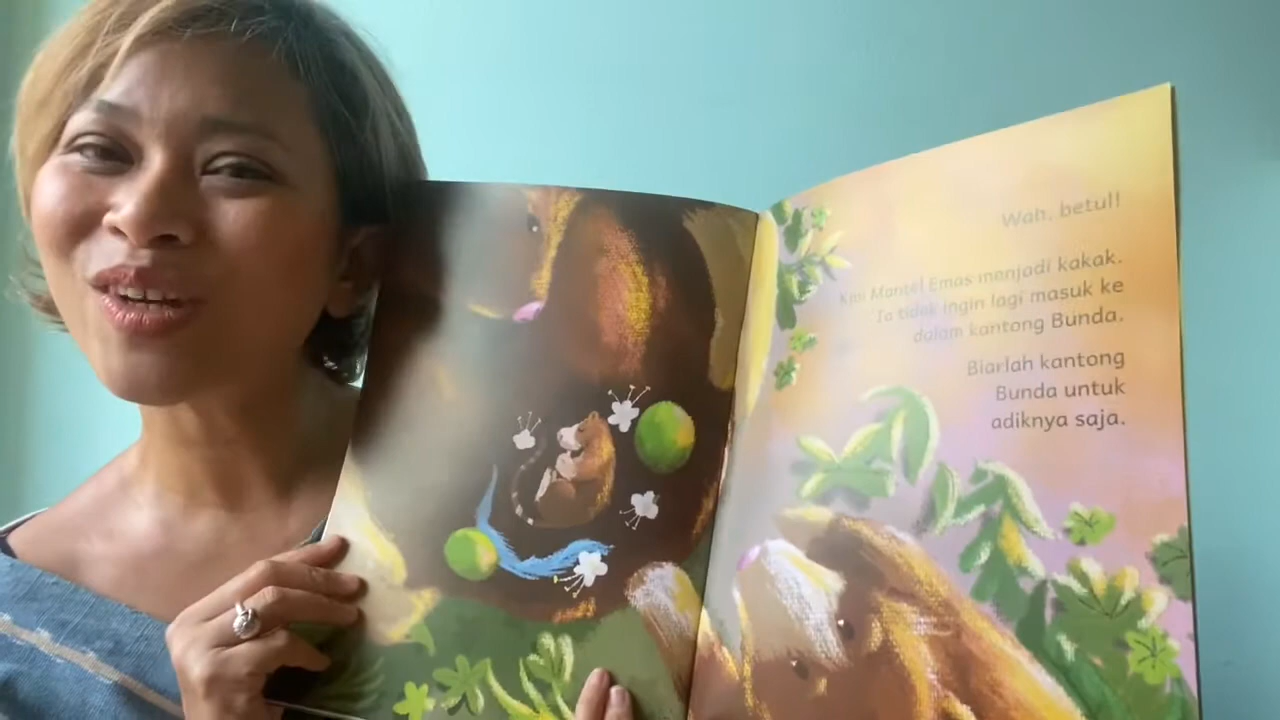 Wah, betul!
Kini Mantel Emas menjadi kakak.
Ia tidak ingin lagi masuk ke
dalam kantong Bunda.
Biarlah kantong
Bunda untuk
adiknya saja.